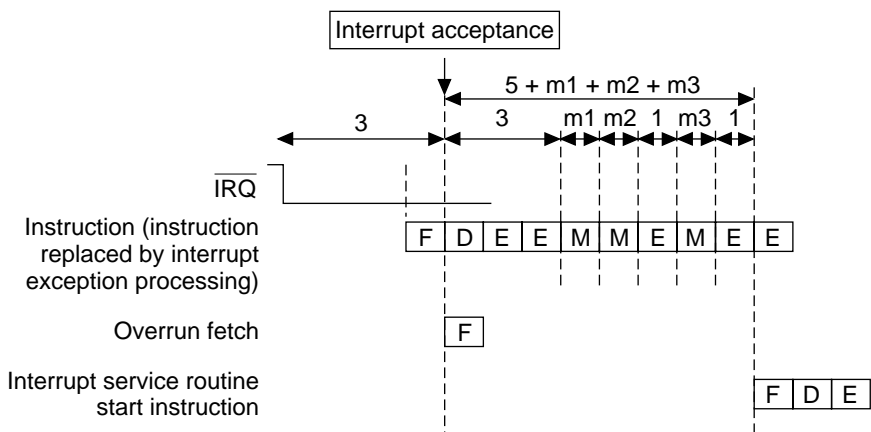 Interrupt acceptance
5 + m1 + m2 + m3
3 3 m1 m2 1 m3 1
IRQ
Instruction (instruction
replaced by interrupt
exception processing)
F D E E M M E M E E
Overrun fetch
F
Interrupt service routine
start instruction
F D E